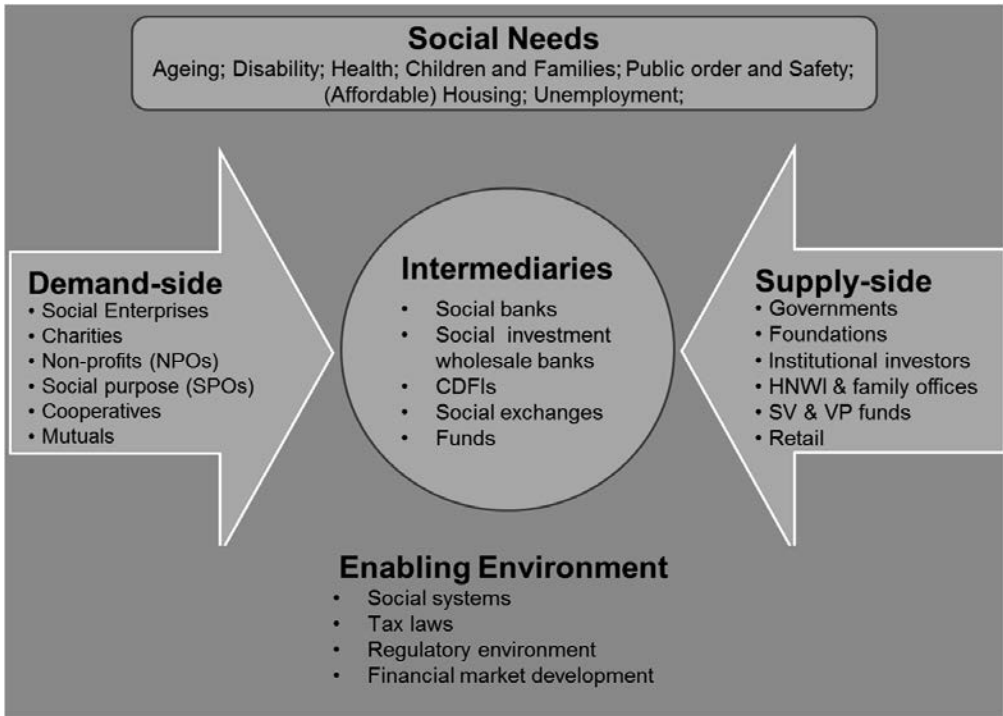 Social Needs
Ageing; Disability; Health; Children and Families; Public order and Safety;
(Affordable) Housing; Unemployment;
Demand-side
• Social Enterprises
• Charities
• Non-profits (NPOs)
• Social purpose (SPOs)
• Cooperatives
• Mutuals
Intermediaries
• Social banks
• Social investment
wholesale banks
• CDFIs
• Social exchanges
• Funds
Supply-side
• Governments
• Foundations
• Institutional investors
• HNWI & family offices
• SV & VP funds
• Retail
Enabling Environment
• Social systems
• Tax laws
• Regulatory environment
• Financial market development